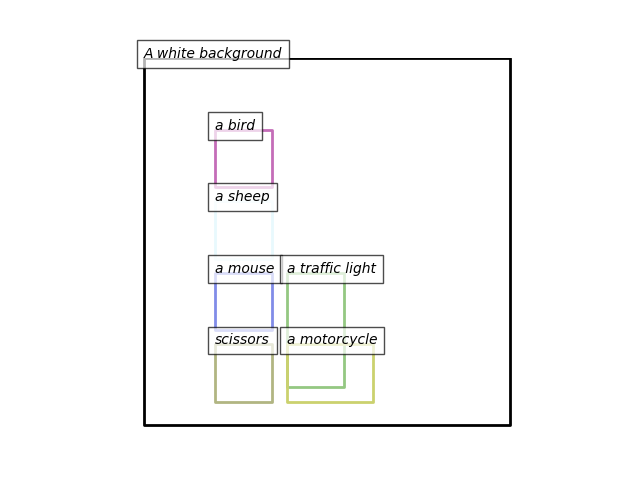 A white background
a bird
a sheep
a mouse
a traffic light
scissors
a motorcycle